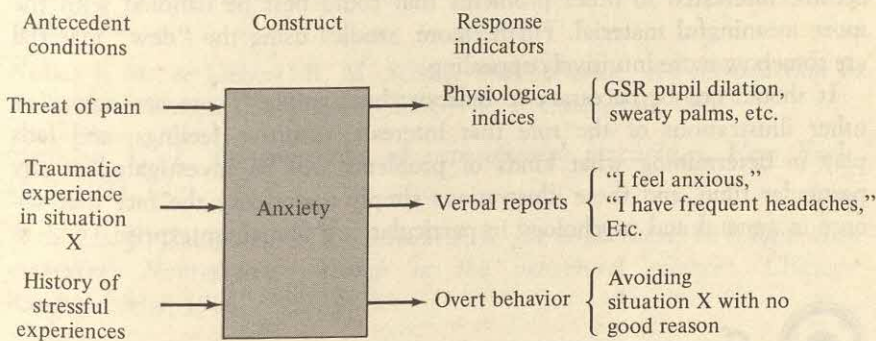 Antecedent conditions
Construct
Response indicators
Threat of pain
Physiological indices
GSR pupil dilation,
sweaty palms, etc.
Traumatic
experience
in situation
X
Anxiety
Verbal reports
“I feel anxious,”
“I have frequent headaches,”
Etc.
History of
stressful
experiences
Overt behavior
Avoiding
situation X with no
good reason